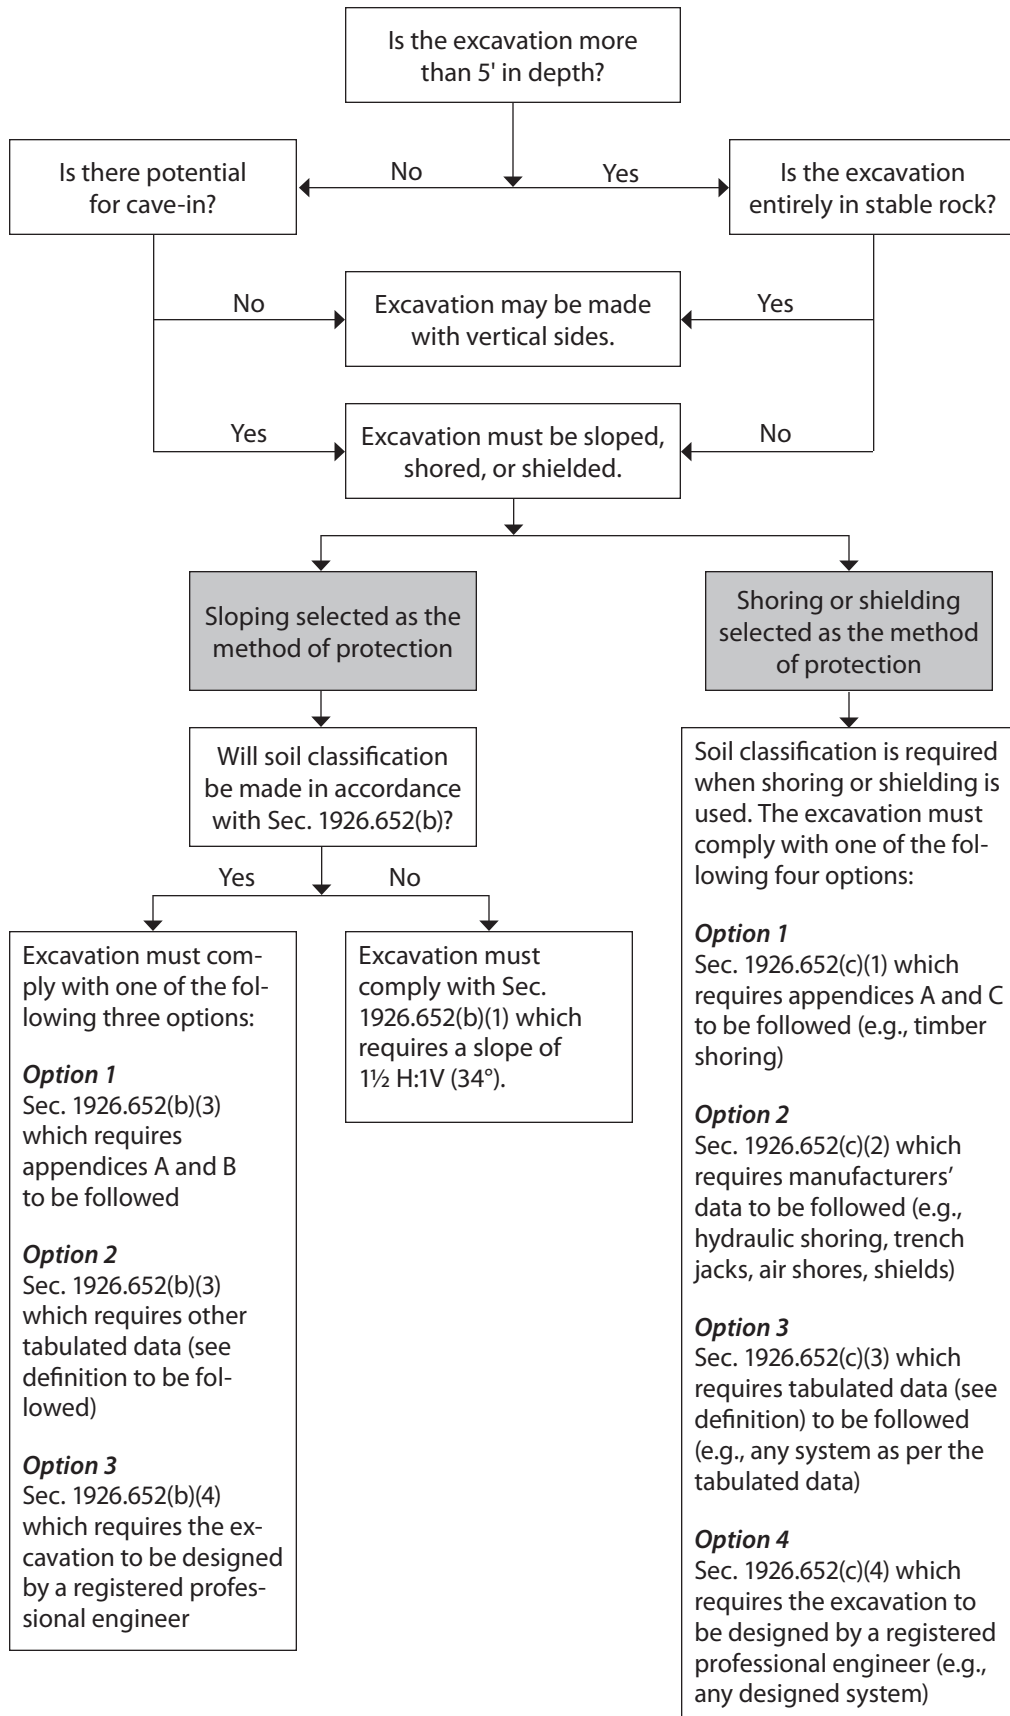 Is the excavation more
than 5' in depth?
No
Yes
Is there potential
for cave-in?
Is the excavation
entirely in stable rock?
No
Excavation may be made
with vertical sides.
Yes
Yes
Excavation must be sloped,
shored, or shielded.
No
Sloping selected as the
method of protection
Shoring or shielding
selected as the method
of protection
Will soil classification
be made in accordance
with Sec. 1926.652(b)?
Yes
No
Excavation must com-
ply with one of the fol-
lowing three options:
Option 1
Sec. 1926.652(b)(3)
which requires
appendices A and B
to be followed
Option 2
Sec. 1926.652(b)(3)
which requires other
tabulated data (see
definition to be fol-
lowed)
Option 3
Sec. 1926.652(b)(4)
which requires the ex-
cavation to be designed
by a registered profes-
sional engineer
Excavation must
comply with Sec.
1926.652(b)(1) which
requires a slope of
1½ H:1V (34°).
Soil classification is required
when shoring or shielding is
used. The excavation must
comply with one of the fol-
lowing four options:
Option 1
Sec. 1926.652(c)(1) which
requires appendices A and C
to be followed (e.g., timber
shoring)
Option 2
Sec. 1926.652(c)(2) which
requires manufacturers’
data to be followed (e.g.,
hydraulic shoring, trench
jacks, air shores, shields)
Option 3
Sec. 1926.652(c)(3) which
requires tabulated data (see
definition) to be followed
(e.g., any system as per the
tabulated data)
Option 4
Sec. 1926.652(c)(4) which
requires the excavation to
be designed by a registered
professional engineer (e.g.,
any designed system)